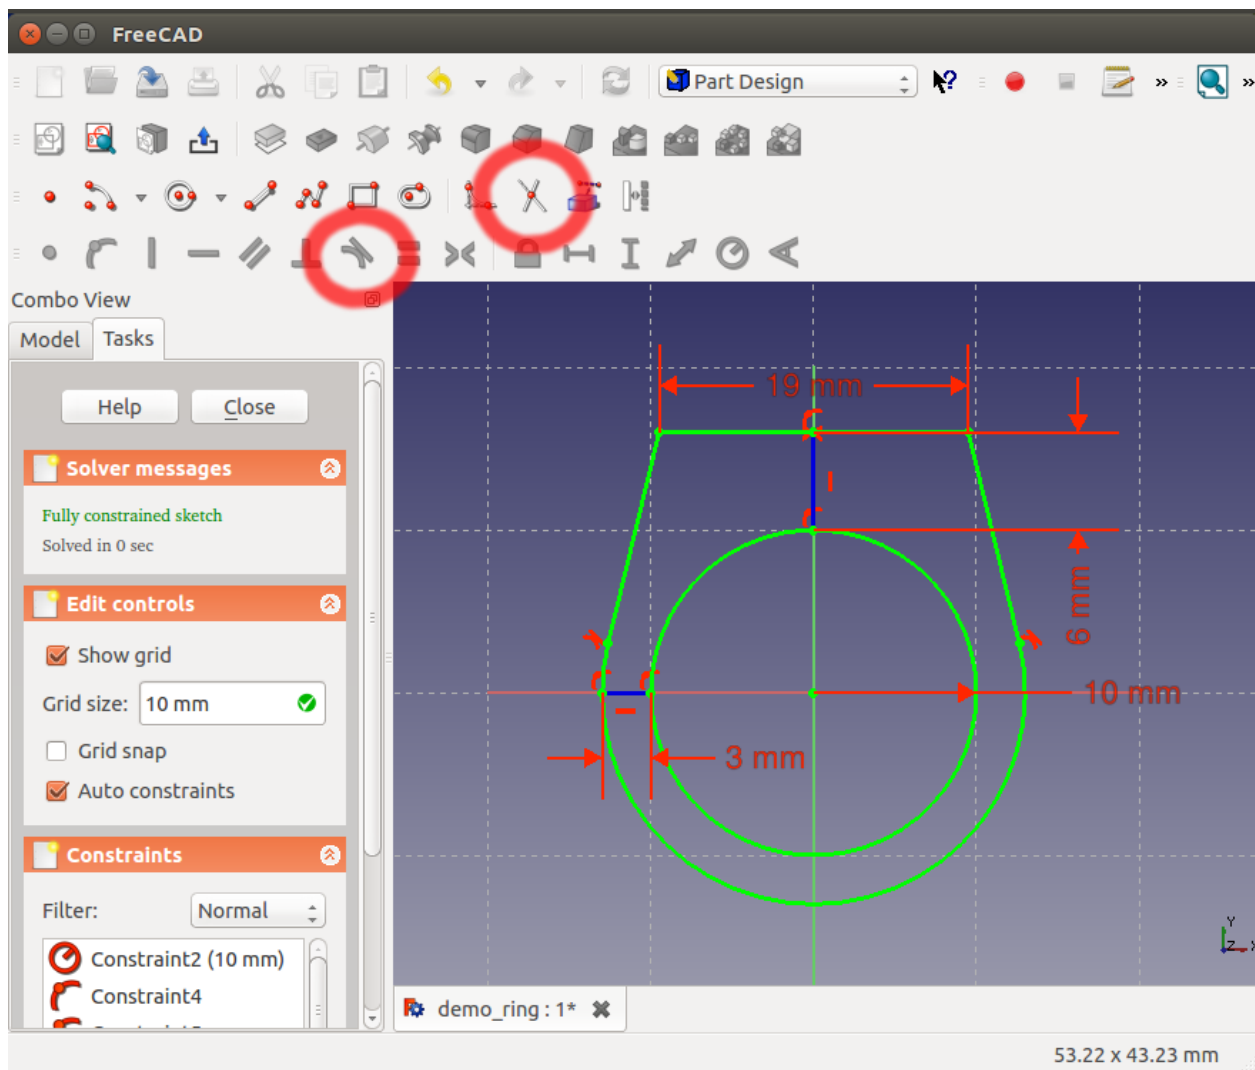 FreeCAD
Part Design
Combo View
Model Tasks
Help Close
Solver messages
Fully constrained sketch
Solved in 0 sec
Edit controls
Show grid
Grid size: 10 mm
Grid snap
Auto constraints
Constraints
Filter: Normal
Constraint2 (10 mm)
Constraint4
19 mm
6 mm
10 mm
3 mm
Y
Z
demo_ring : 1*
53.22 x 43.23 mm